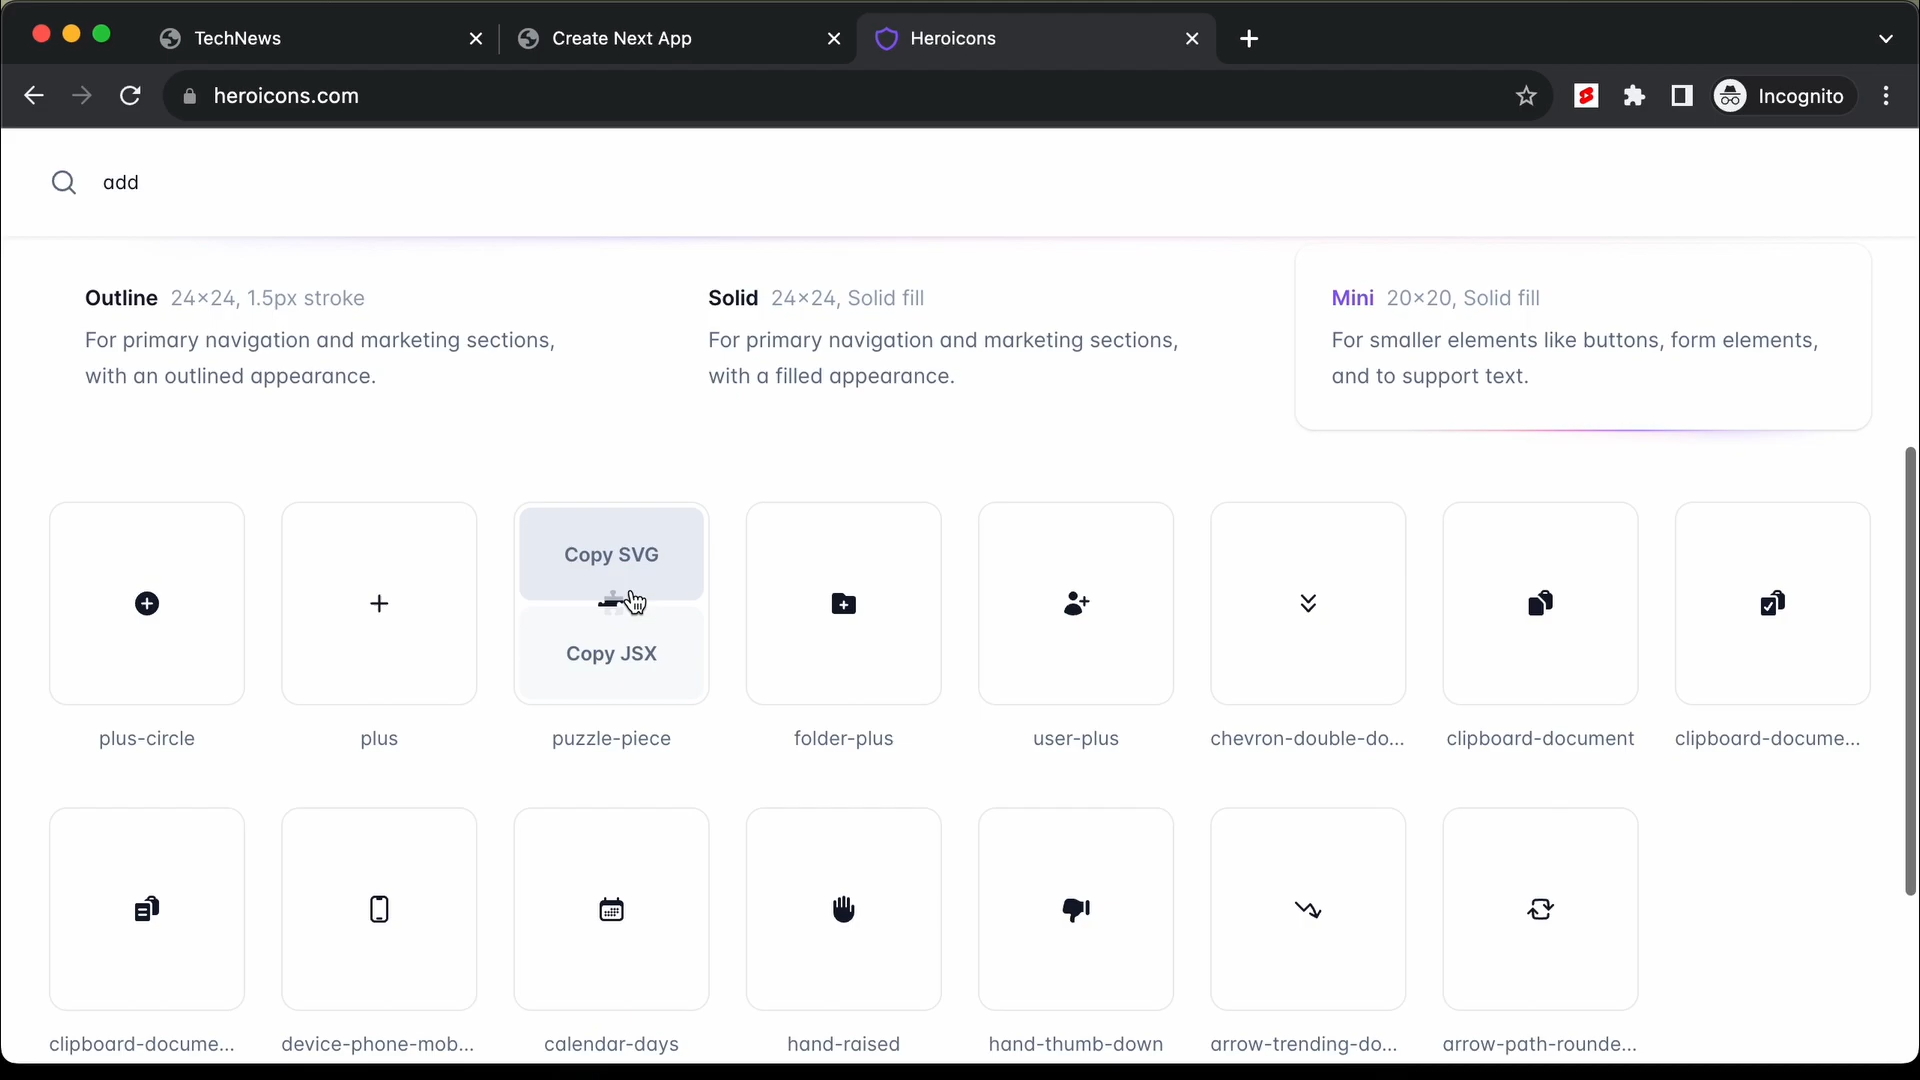 TechNews
Create Next App
Heroicons
heroicons.com
Incognito
add
Outline 24×24, 1.5px stroke
For primary navigation and marketing sections,
with an outlined appearance.
Solid 24×24, Solid fill
For primary navigation and marketing sections,
with a filled appearance.
Mini 20×20, Solid fill
For smaller elements like buttons, form elements,
and to support text.
Copy SVG
Copy JSX
plus-circle
plus
puzzle-piece
folder-plus
user-plus
chevron-double-do...
clipboard-document
clipboard-docume...
clipboard-docume...
device-phone-mob...
calendar-days
hand-raised
hand-thumb-down
arrow-trending-do...
arrow-path-rounde...